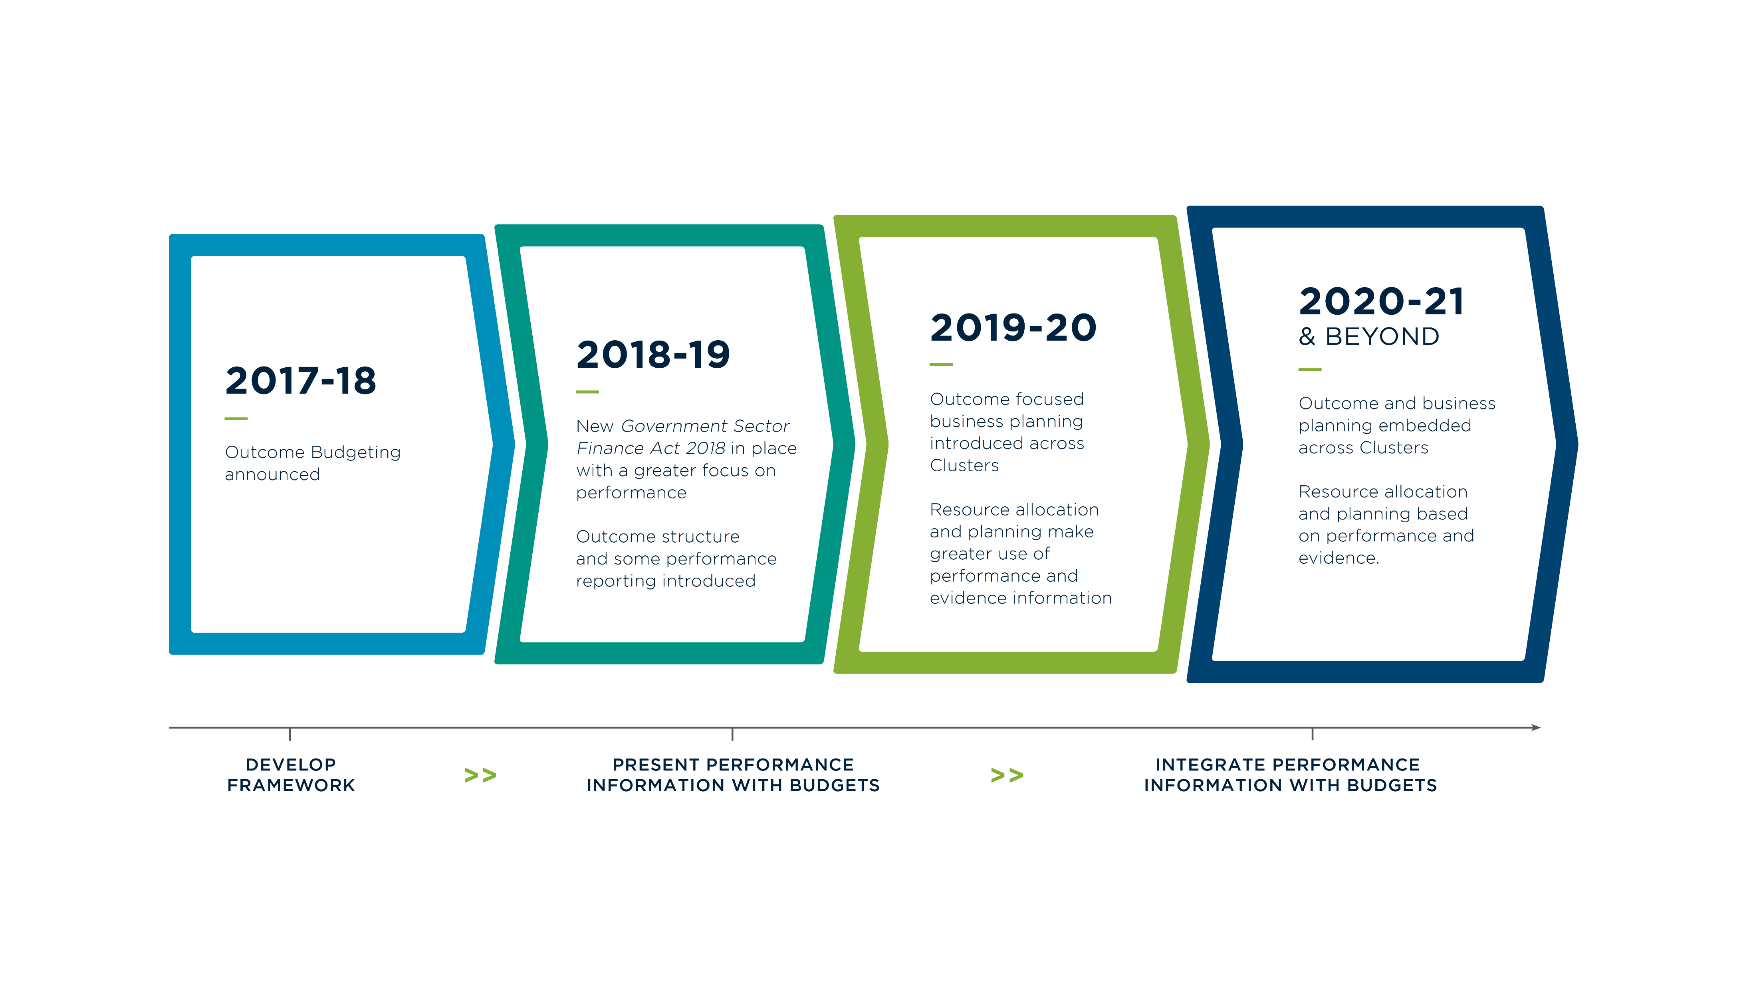 2017-18
Outcome Budgeting
announced
2018-19
New Government Sector
Finance Act 2018 in place
with a greater focus on
performance
Outcome structure
and some performance
reporting introduced
2019-20
Outcome focused
business planning
introduced across
Clusters
Resource allocation
and planning make
greater use of
performance and
evidence information
2020-21
& BEYOND
Outcome and business
planning embedded
across Clusters
Resource allocation
and planning based
on performance and
evidence.
DEVELOP
FRAMEWORK
>>
PRESENT PERFORMANCE
INFORMATION WITH BUDGETS
>>
INTEGRATE PERFORMANCE
INFORMATION WITH BUDGETS